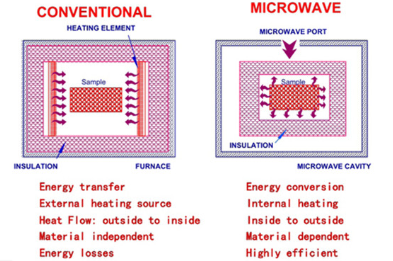 CONVENTIONAL
HEATING ELEMENT
Sample
INSULATION
FURNACE
Energy transfer
External heating source
Heat Flow: outside to inside
Material independent
Energy losses
MICROWAVE
MICROWAVE PORT
Sample
INSULATION
MICROWAVE CAVITY
Energy conversion
Internal heating
Inside to outside
Material dependent
Highly efficient